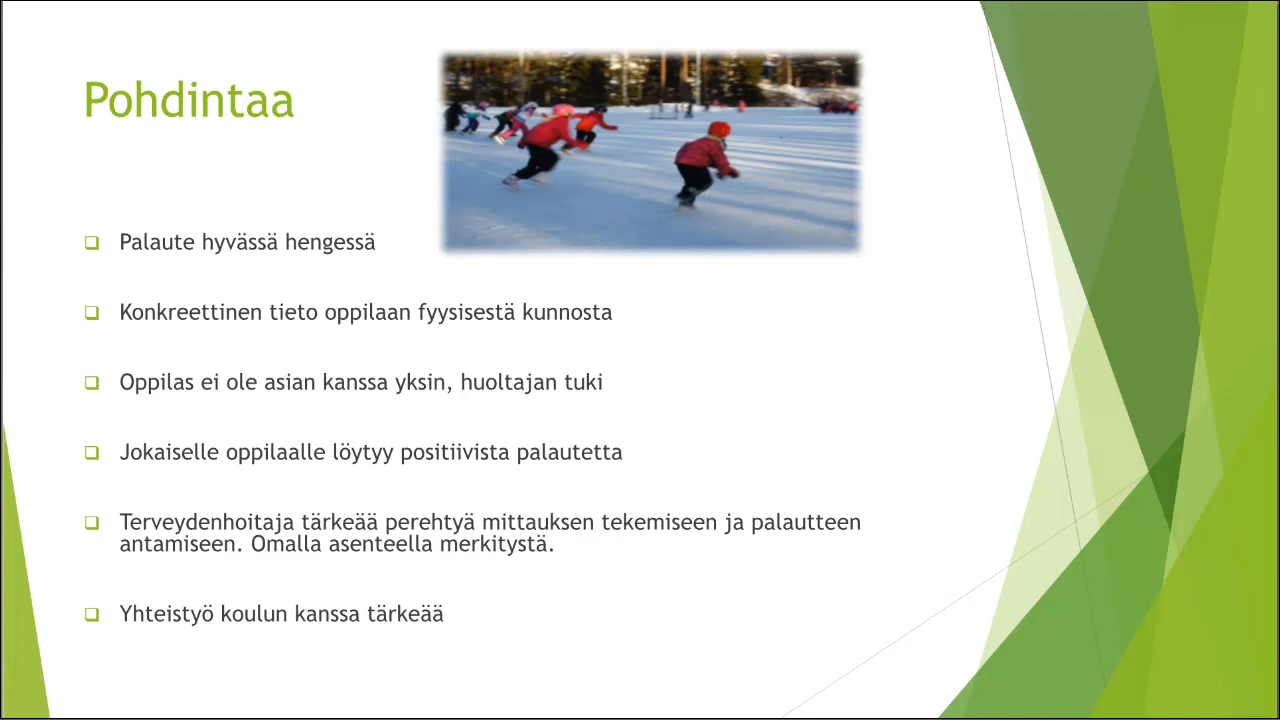 Pohdintaa
Palaute hyvässä hengessä
Konkreettinen tieto oppilaan fyysisestä kunnosta
Oppilas ei ole asian kanssa yksin, huoltajan tuki
Jokaiselle oppilaalle löytyy positiivista palautetta
Terveydenhoitaja tärkeää perehtyä mittauksen tekemiseen ja palautteen
antamiseen. Omalla asenteella merkitystä.
Yhteistyö koulun kanssa tärkeää